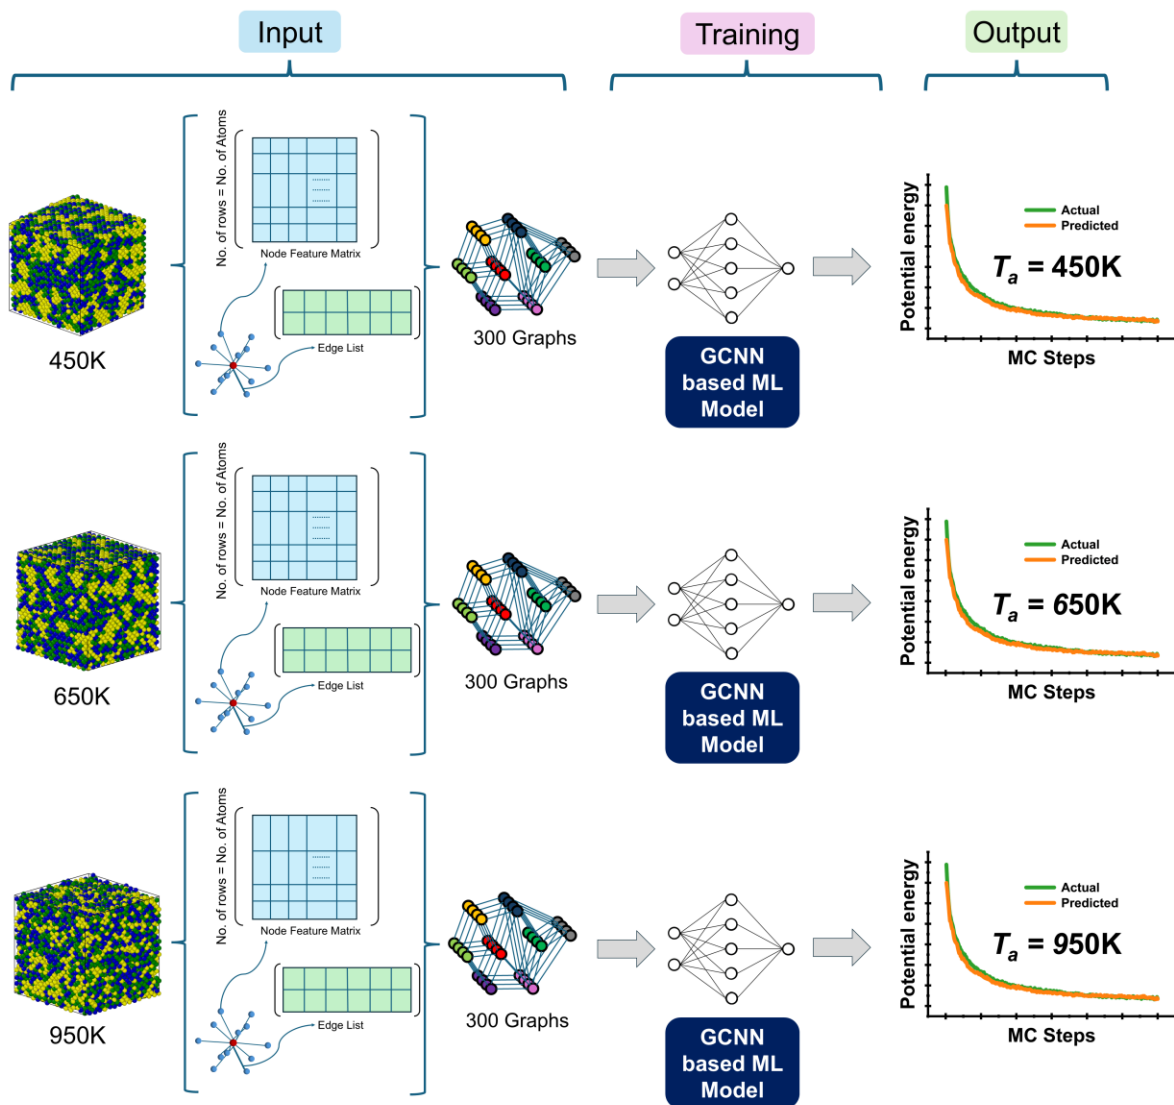 Input
Training
Output
No. of rows = No. of Atoms
Node Feature Matrix
Edge List
450K
300 Graphs
GCNN
based ML
Model
Potential energy
Actual
Predicted
Ta = 450K
MC Steps
No. of rows = No. of Atoms
Node Feature Matrix
Edge List
650K
300 Graphs
GCNN
based ML
Model
Potential energy
Actual
Predicted
Ta = 650K
MC Steps
No. of rows = No. of Atoms
Node Feature Matrix
Edge List
950K
300 Graphs
GCNN
based ML
Model
Potential energy
Actual
Predicted
Ta = 950K
MC Steps